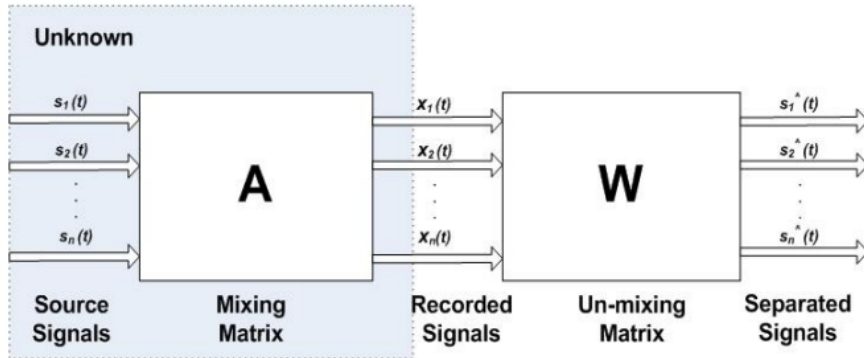 Unknown
s₁(t) x₁(t) s₁^(t)
s₂(t) x₂(t) s₂^(t)
A W
sₙ(t) xₙ(t) sₙ^(t)
Source Mixing Recorded Un-mixing Separated
Signals Matrix Signals Matrix Signals